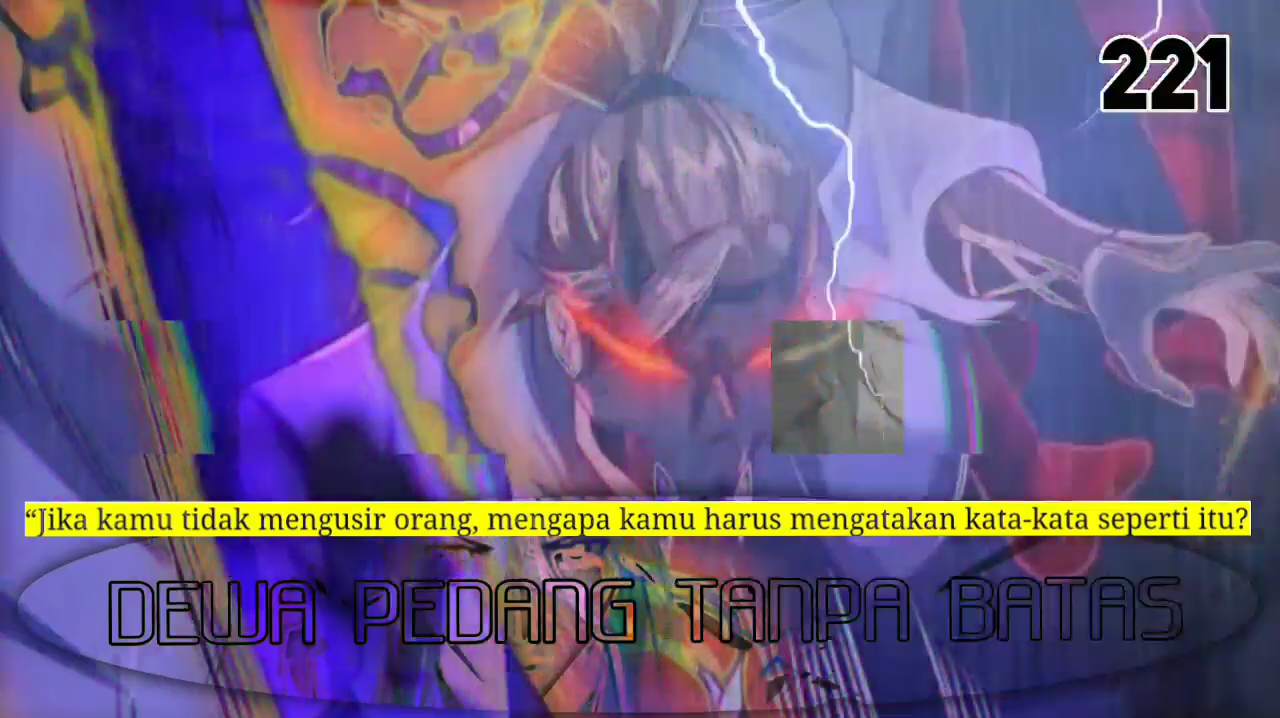 221
“Jika kamu tidak mengusir orang, mengapa kamu harus mengatakan kata-kata seperti itu?
DEWA PEDANG TANPA BATAS